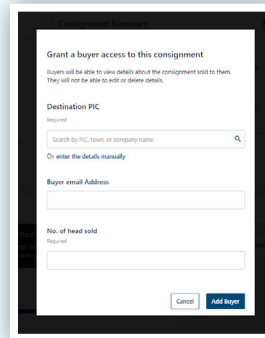 Consignment Summary
Grant a buyer access to this consignment
Buyers will be able to view details about the consignment sold to them.
They will not be able to edit or delete details.
Destination PIC
Required
Search by PIC, town, or company name
Or enter the details manually
Buyer email Address
No. of head sold
Required
Cancel
Add Buyer